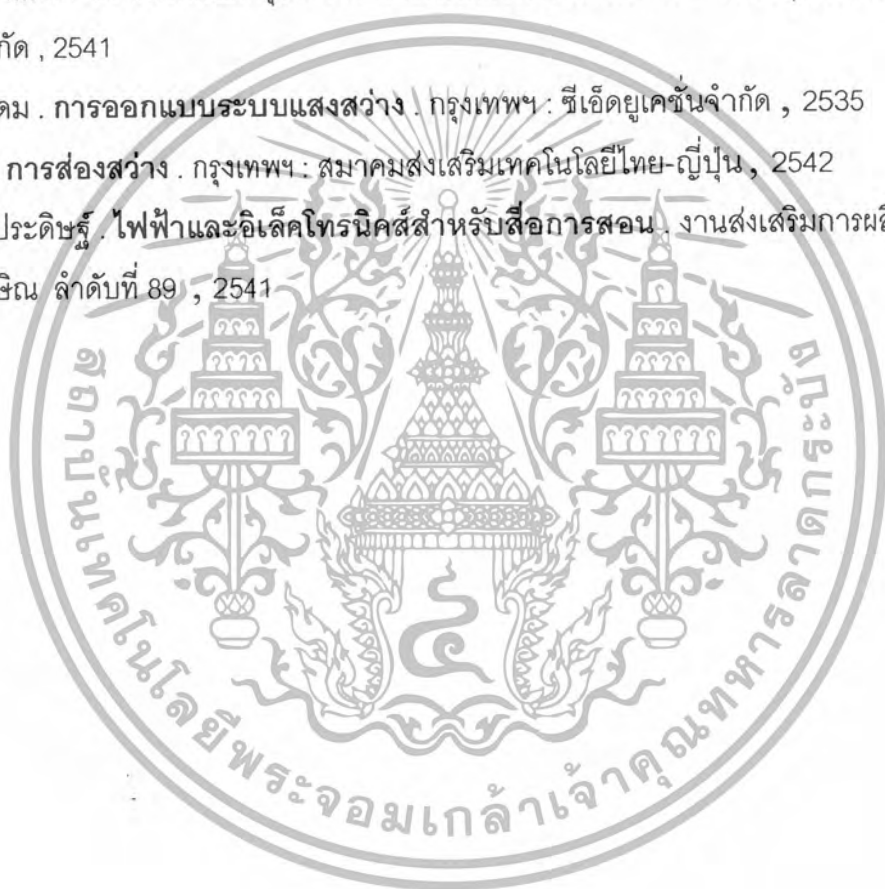 กัด , 2541
ดม . การออกแบบระบบแสงสว่าง . กรุงเทพฯ : ซีเอ็ดยูเคชั่นจำกัด , 2535
การส่องสว่าง . กรุงเทพฯ : สมาคมส่งเสริมเทคโนโลยีไทย-ญี่ปุ่น , 2542
ประดิษฐ์ . ไฟฟ้าและอิเล็คโทรนิคส์สำหรับสื่อการสอน . งานส่งเสริมการผลิ
ษิณ ลำดับที่ 89 , 2541
สถาบันเทคโนโลยีพระจอมเกล้าเจ้าคุณทหารลาดกระบัง
๔